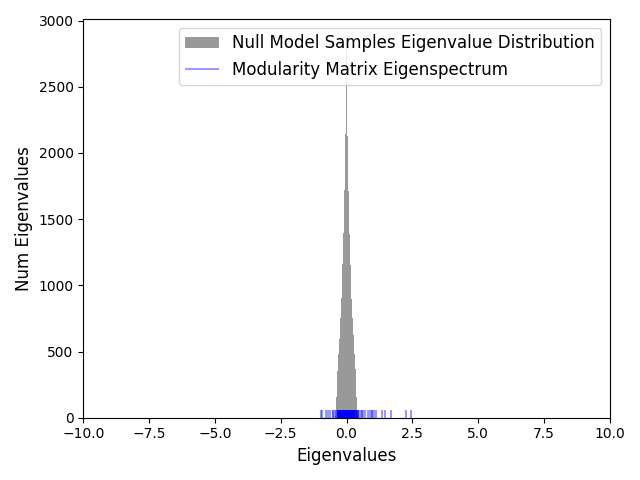 Null Model Samples Eigenvalue Distribution
Modularity Matrix Eigenspectrum
Num Eigenvalues
3000
2500
2000
1500
1000
500
0
−10.0 −7.5 −5.0 −2.5 0.0 2.5 5.0 7.5 10.0
Eigenvalues